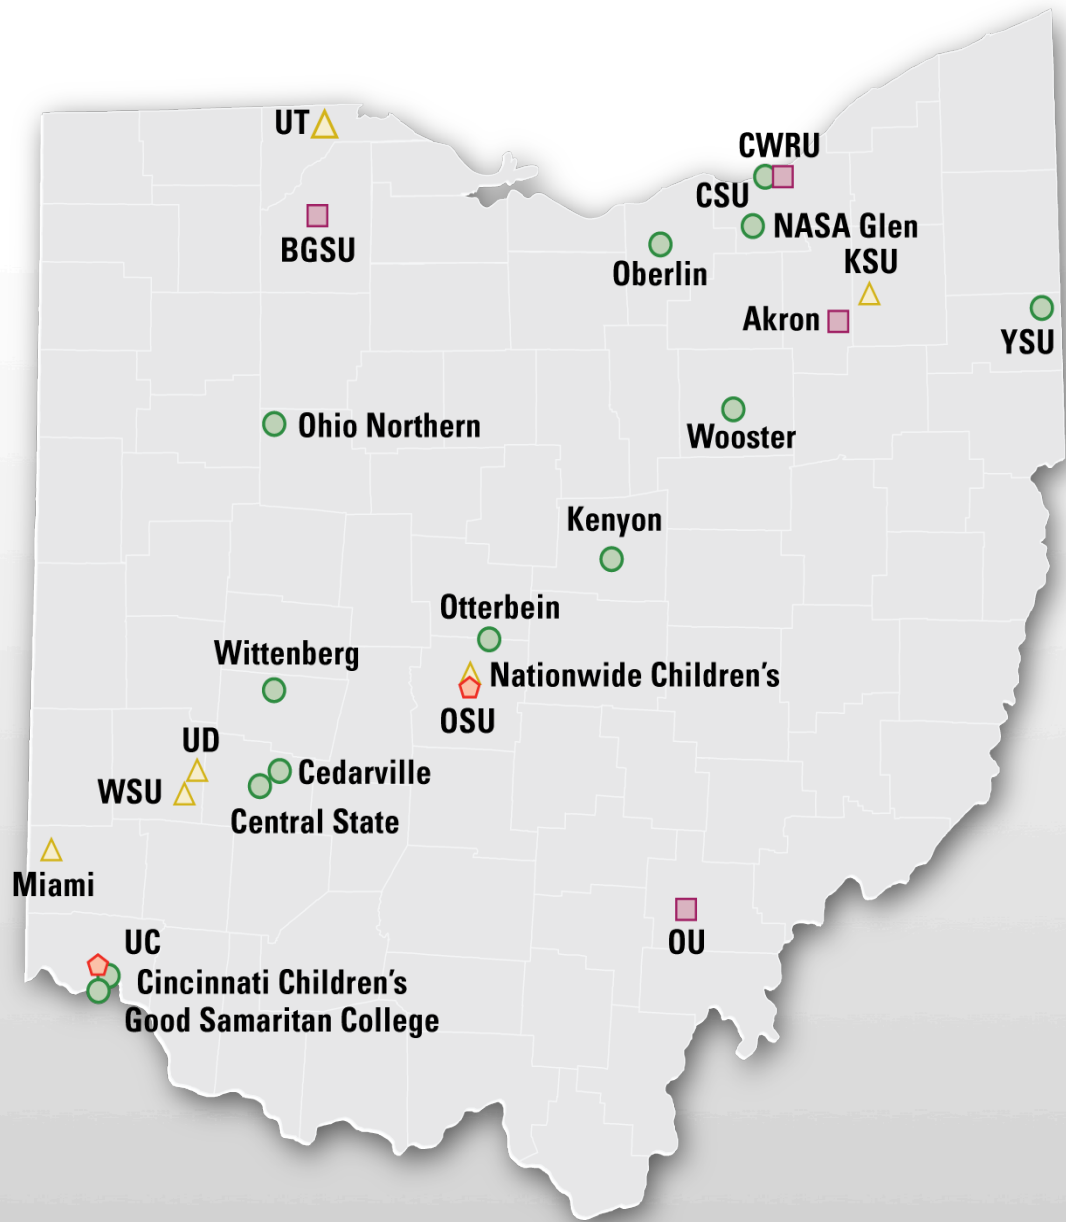 UT
CWRU
CSU
BGSU
NASA Glen
KSU
Oberlin
Akron
YSU
Ohio Northern
Wooster
Kenyon
Otterbein
Wittenberg
Nationwide Children's
OSU
UD
WSU
Cedarville
Central State
Miami
UC
OU
Cincinnati Children's
Good Samaritan College